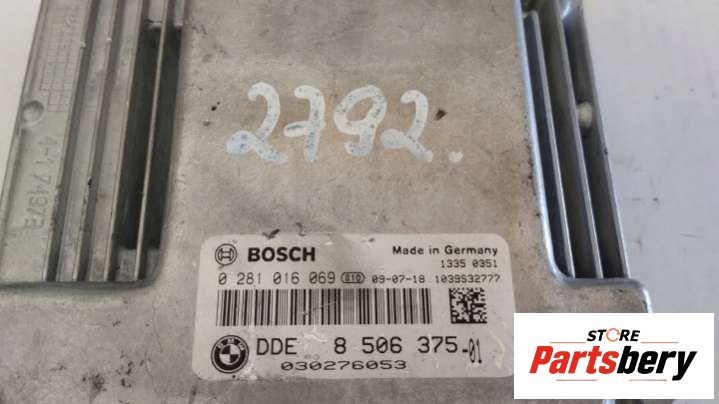 2792.
BOSCH
Made in Germany
1335 0351
0 281 016 069 810 09-07-18 1039S32777
DDE 8 506 375-01
030276053
STORE
Partsbery